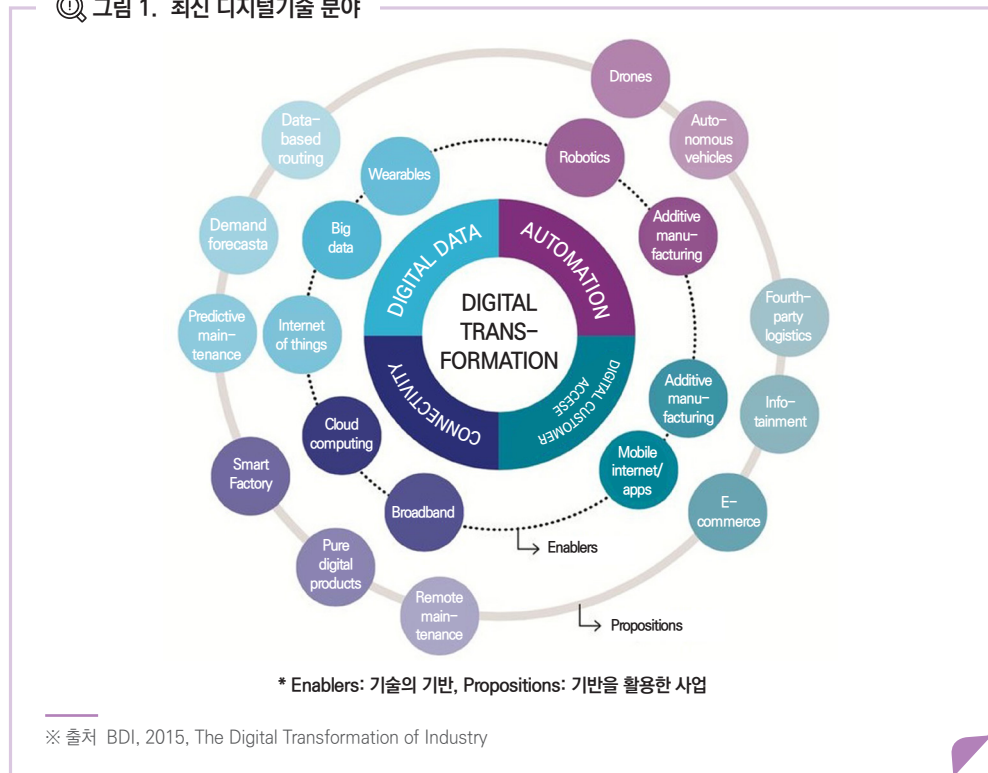 그림 1. 최신 디지털기술 분야
Drones
Auto-
nomous
vehicles
Data-
based
routing
Wearables
Robotics
Demand
forecasta
Big
data
Additive
manu-
facturing
DIGITAL DATA
AUTOMATION
DIGITAL
TRANS-
FORMATION
CONNECTIVITY
DIGITAL CUSTOMER
ACCESE
Predictive
main-
tenance
Internet
of things
Fourth-
party
logistics
Additive
manu-
facturing
Info-
tainment
Cloud
computing
Mobile
internet/
apps
Smart
Factory
Broadband
E-
commerce
Pure
digital
products
Enablers
Remote
main-
tenance
Propositions
* Enablers: 기술의 기반, Propositions: 기반을 활용한 사업
※ 출처 BDI, 2015, The Digital Transformation of Industry